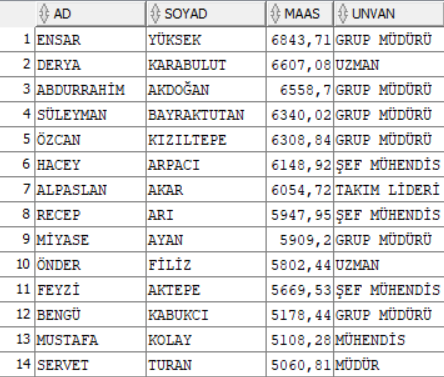 AD SOYAD MAAS UNVAN
1 ENSAR YÜKSEK 6843,71 GRUP MÜDÜRÜ
2 DERYA KARABULUT 6607,08 UZMAN
3 ABDURRAHİM AKDOĞAN 6558,7 GRUP MÜDÜRÜ
4 SÜLEYMAN BAYRAKTUTAN 6340,02 GRUP MÜDÜRÜ
5 ÖZCAN KIZILTEPE 6308,84 GRUP MÜDÜRÜ
6 HACEY ARPACI 6148,92 ŞEF MÜHENDİS
7 ALPASLAN AKAR 6054,72 TAKIM LİDERİ
8 RECEP ARI 5947,95 ŞEF MÜHENDİS
9 MİYASE AYAN 5909,2 GRUP MÜDÜRÜ
10 ÖNDER FİLİZ 5802,44 UZMAN
11 FEYZİ AKTEPE 5669,53 ŞEF MÜHENDİS
12 BENGÜ KABUKCI 5178,44 GRUP MÜDÜRÜ
13 MUSTAFA KOLAY 5108,28 MÜHENDİS
14 SERVET TURAN 5060,81 MÜDÜR